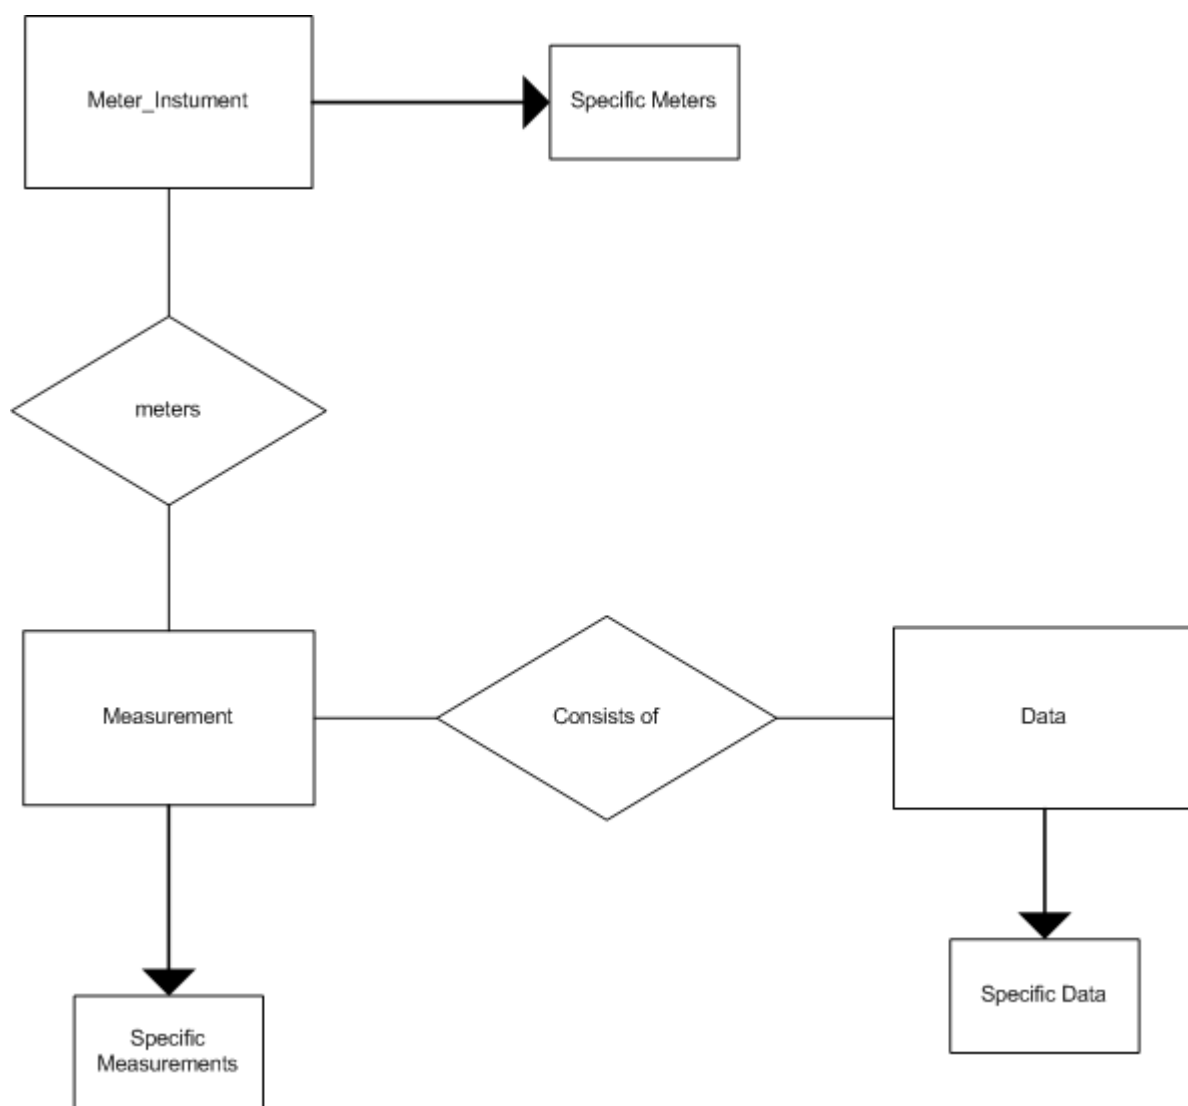 Meter_Instument
Specific Meters
meters
Measurement
Consists of
Data
Specific Data
Specific
Measurements